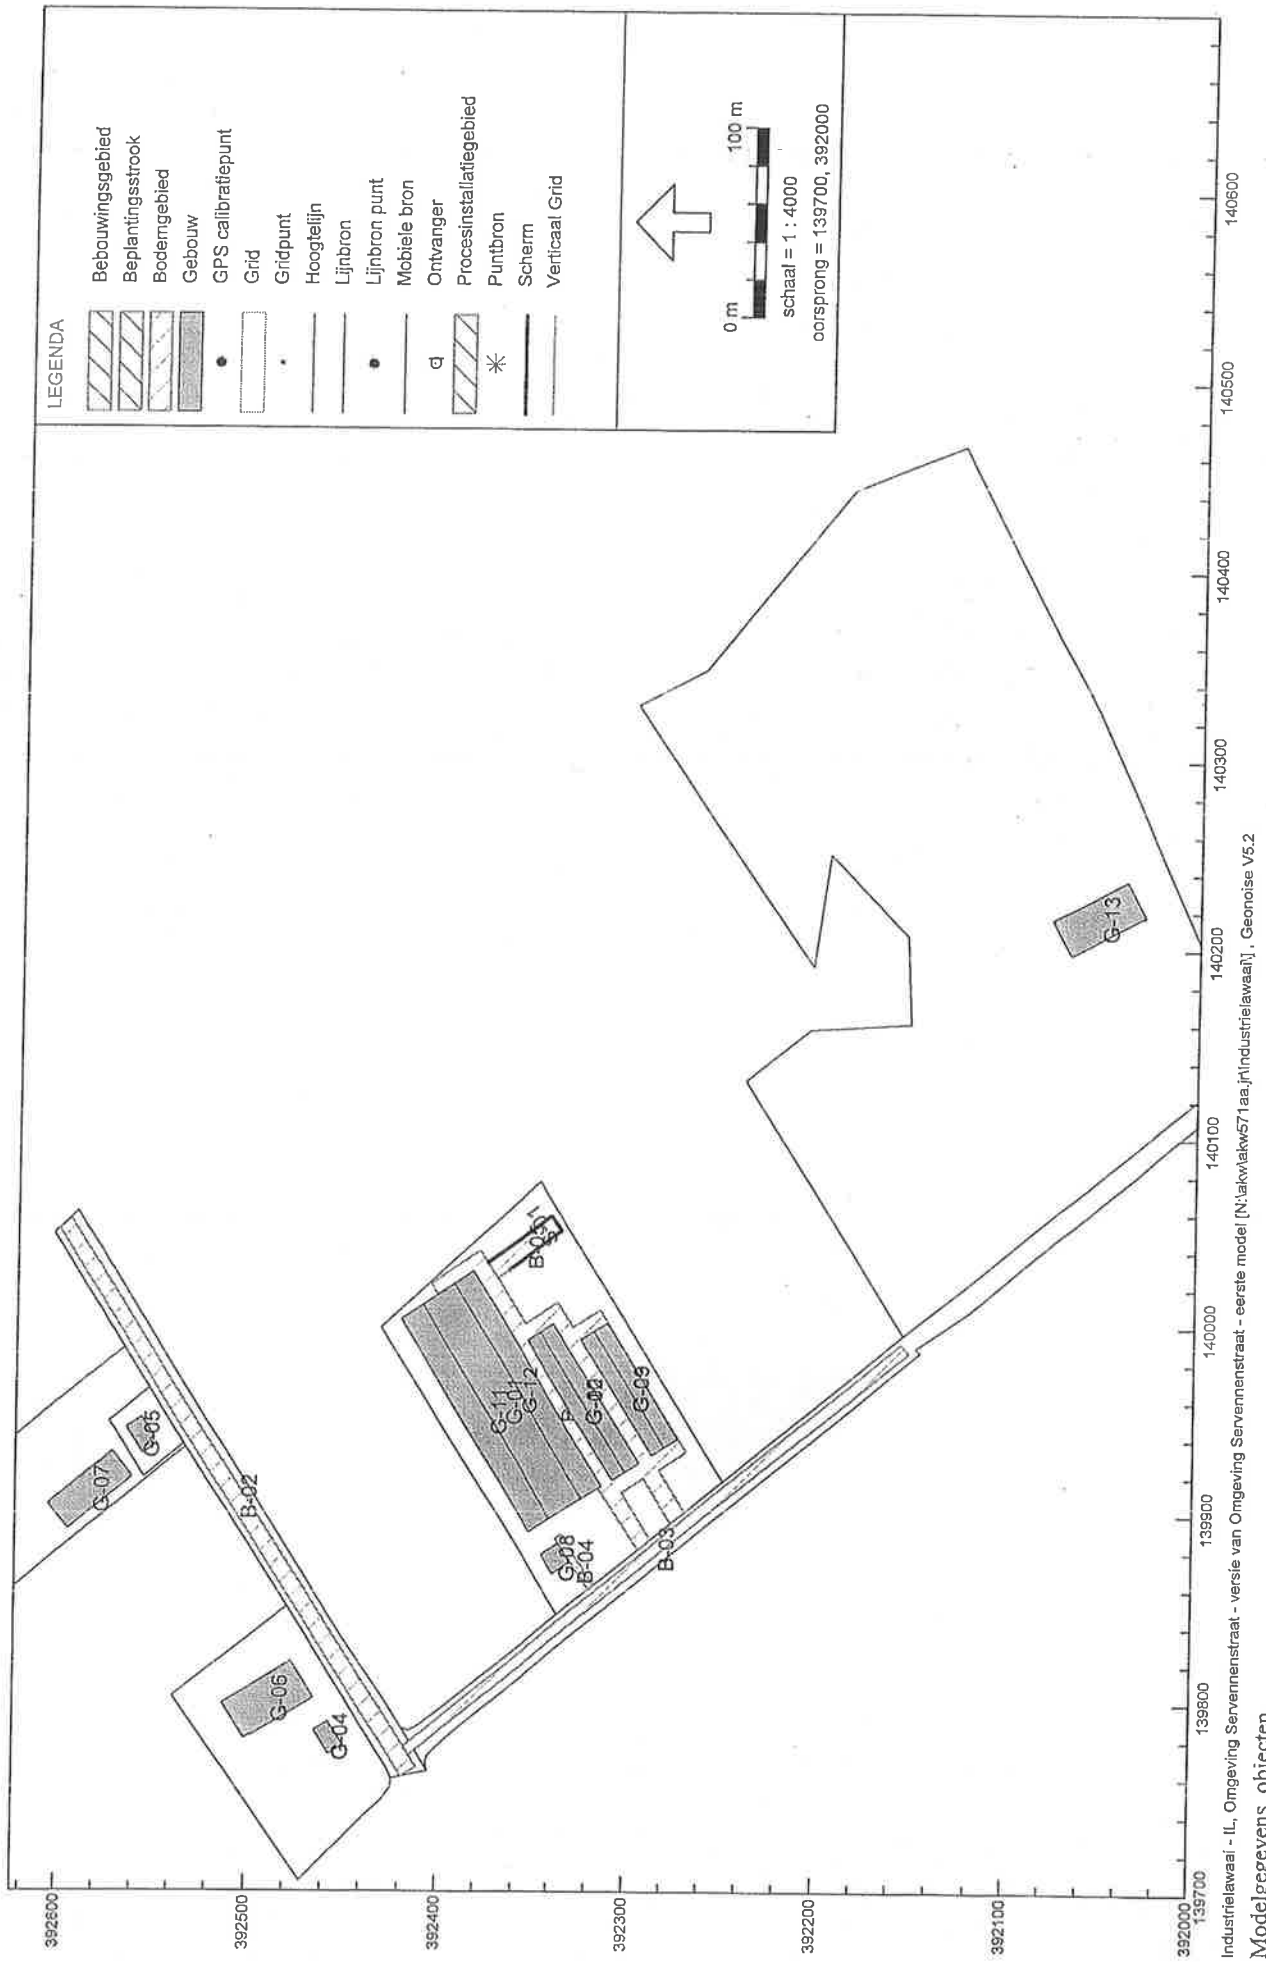 LEGENDA
Bebouwingsgebied
Beplantingsstrook
Bodemgebied
Gebouw
GPS calibratiepunt
Grid
Gridpunt
Hoogtelijn
Lijnbron
Lijnbron punt
Mobiele bron
Ontvanger
Procesinstallatiegebied
Puntbron
Scherm
Verticaal Grid
0 m
100 m
schaal = 1 : 4000
oorsprong = 139700, 392000
392600
392500
392400
392300
392200
392100
392000
G-07
G-05
B-02
G-06
G-04
G-11
G-01
G-12
G-09
G-08
B-04
B-03
G-13
139700
139800
139900
140000
140100
140200
140300
140400
140500
140600
Industrielawaai - IL, Omgeving Servennenstraat - versie van Omgeving Servennenstraat - eerste model [N:\akw\akw571aa.jri\Industrielawaai\] , Geonoise V5.2
Modelgegevens, objecten